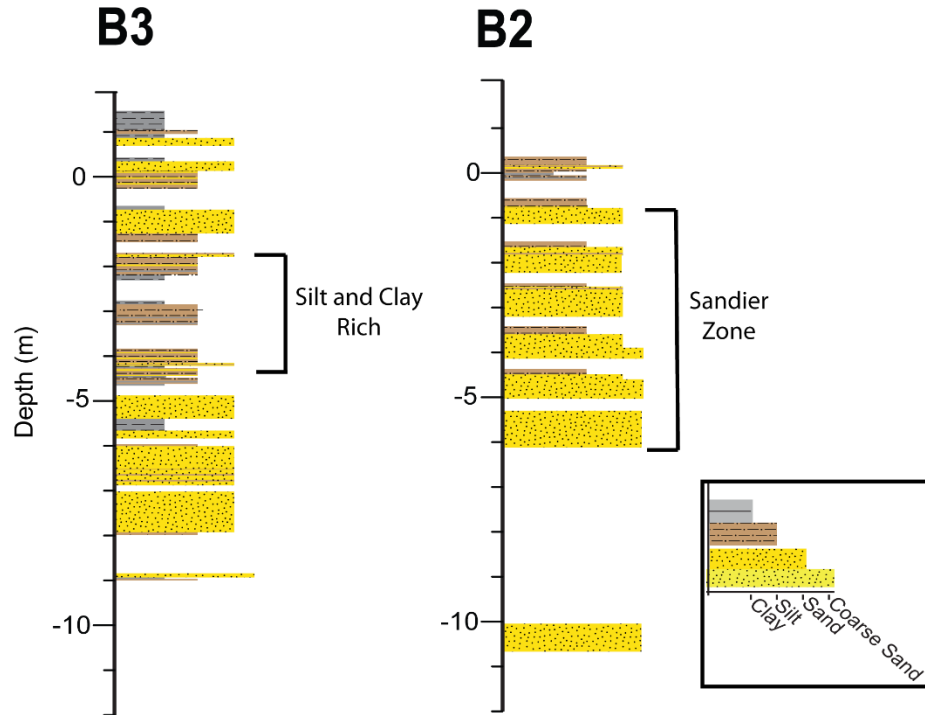 B3
B2
0
-5
-10
Depth (m)
Silt and Clay
Rich
0
-5
-10
Sandier
Zone
Clay
Silt
Sand
Coarse Sand